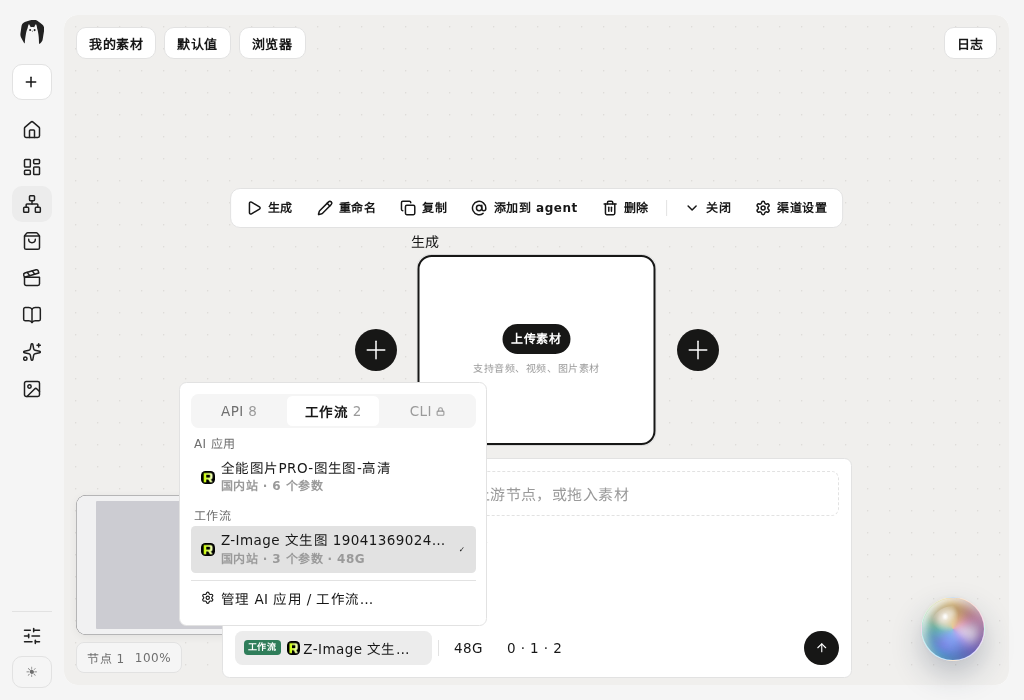 我的素材
默认值
浏览器
日志
生成
重命名
复制
添加到 agent
删除
关闭
渠道设置
生成
上传素材
支持音频、视频、图片素材
API 8
工作流 2
CLI
AI 应用
全能图片PRO-图生图-高清
国内站 · 6 个参数
工作流
Z-Image 文生图 19041369024...
国内站 · 3 个参数 · 48G
管理 AI 应用 / 工作流...
游节点，或拖入素材
工作流
Z-Image 文生...
48G
0 · 1 · 2
节点 1
100%